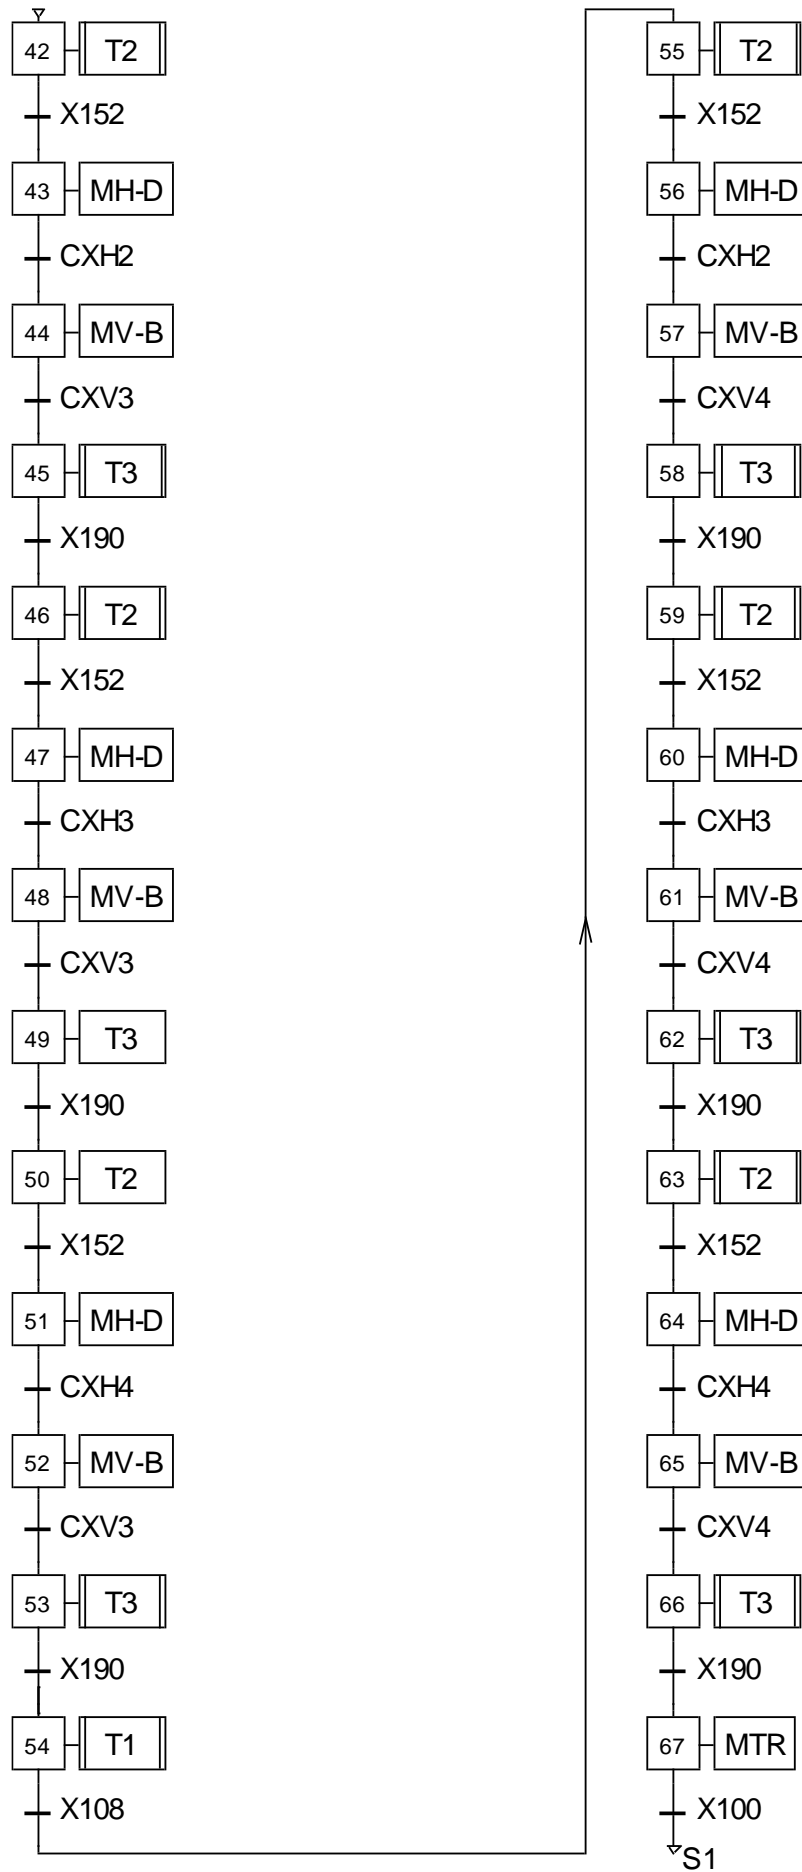 42 T2
X152
43 MH-D
CXH2
44 MV-B
CXV3
45 T3
X190
46 T2
X152
47 MH-D
CXH3
48 MV-B
CXV3
49 T3
X190
50 T2
X152
51 MH-D
CXH4
52 MV-B
CXV3
53 T3
X190
54 T1
X108
55 T2
X152
56 MH-D
CXH2
57 MV-B
CXV4
58 T3
X190
59 T2
X152
60 MH-D
CXH3
61 MV-B
CXV4
62 T3
X190
63 T2
X152
64 MH-D
CXH4
65 MV-B
CXV4
66 T3
X190
67 MTR
X100
S1